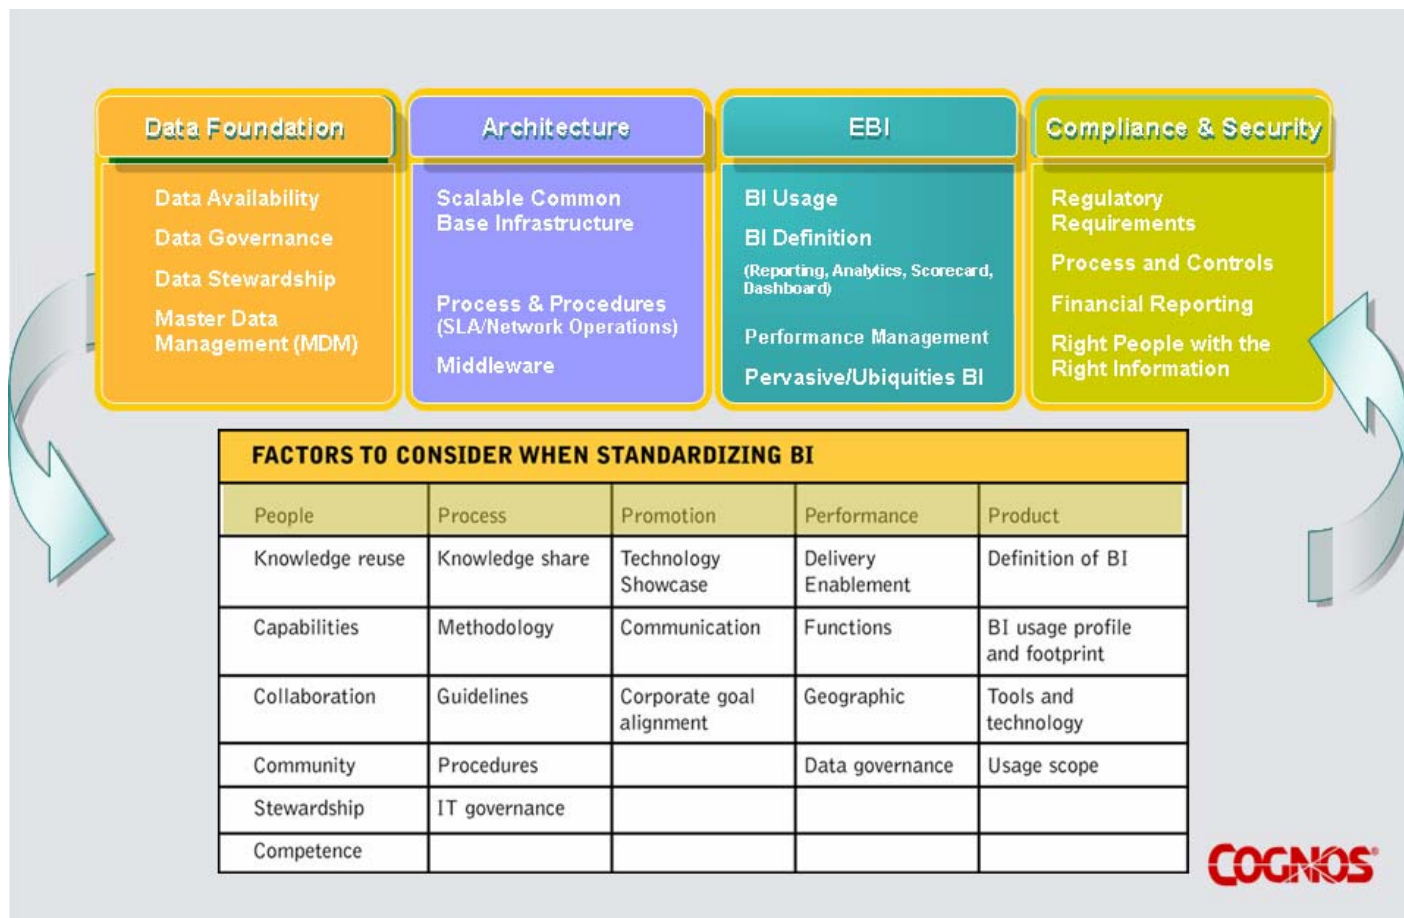 Data Foundation
Data Availability
Data Governance
Data Stewardship
Master Data
Management (MDM)
Architecture
Scalable Common
Base Infrastructure
Process & Procedures
(SLA/Network Operations)
Middleware
EBI
BI Usage
BI Definition
(Reporting, Analytics, Scorecard,
Dashboard)
Performance Management
Pervasive/Ubiquities BI
Compliance & Security
Regulatory
Requirements
Process and Controls
Financial Reporting
Right People with the
Right Information
FACTORS TO CONSIDER WHEN STANDARDIZING BI
People Process Promotion Performance Product
Knowledge reuse Knowledge share Technology Delivery Definition of BI
Showcase Enablement
Capabilities Methodology Communication Functions BI usage profile
and footprint
Collaboration Guidelines Corporate goal Geographic Tools and
alignment technology
Community Procedures Data governance Usage scope
Stewardship IT governance
Competence
COGNOS®